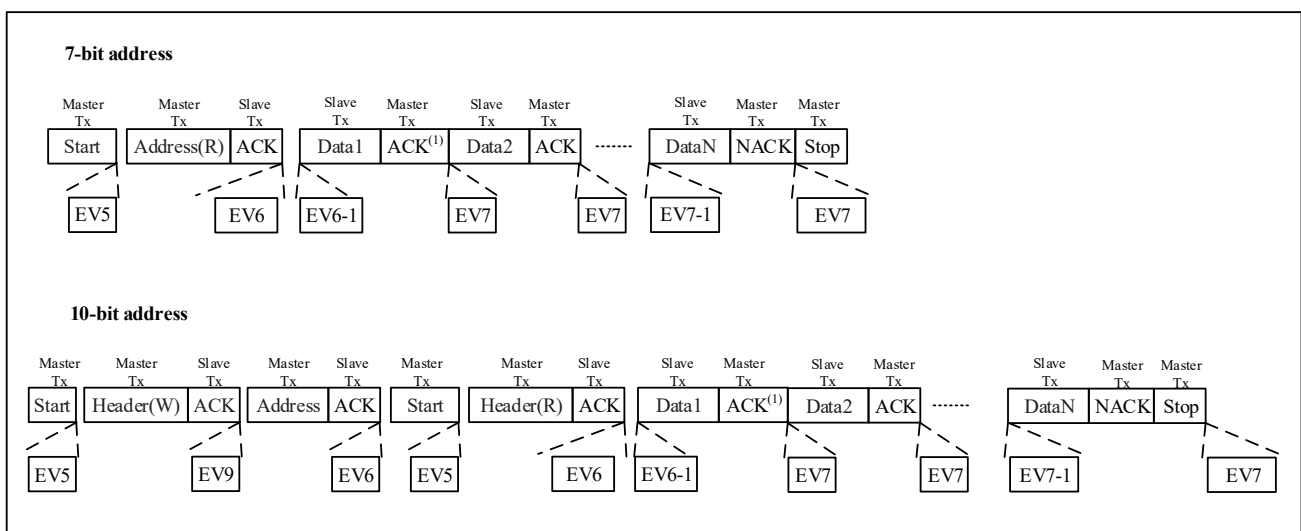 7-bit address
Master Master Slave Slave Master Slave Master Slave Master Master
Tx Tx Tx Tx Tx Tx Tx Tx Tx Tx
Start Address(R) ACK Data1 ACK(1) Data2 ACK ........ DataN NACK Stop
EV5 EV6 EV6-1 EV7 EV7 EV7-1 EV7
10-bit address
Master Master Slave Master Slave Master Master Slave Slave Master Slave Master Slave Master Master
Tx Tx Tx Tx Tx Tx Tx Tx Tx Tx Tx Tx Tx Tx Tx
Start Header(W) ACK Address ACK Start Header(R) ACK Data1 ACK(1) Data2 ACK ........ DataN NACK Stop
EV5 EV9 EV6 EV5 EV6 EV6-1 EV7 EV7 EV7-1 EV7